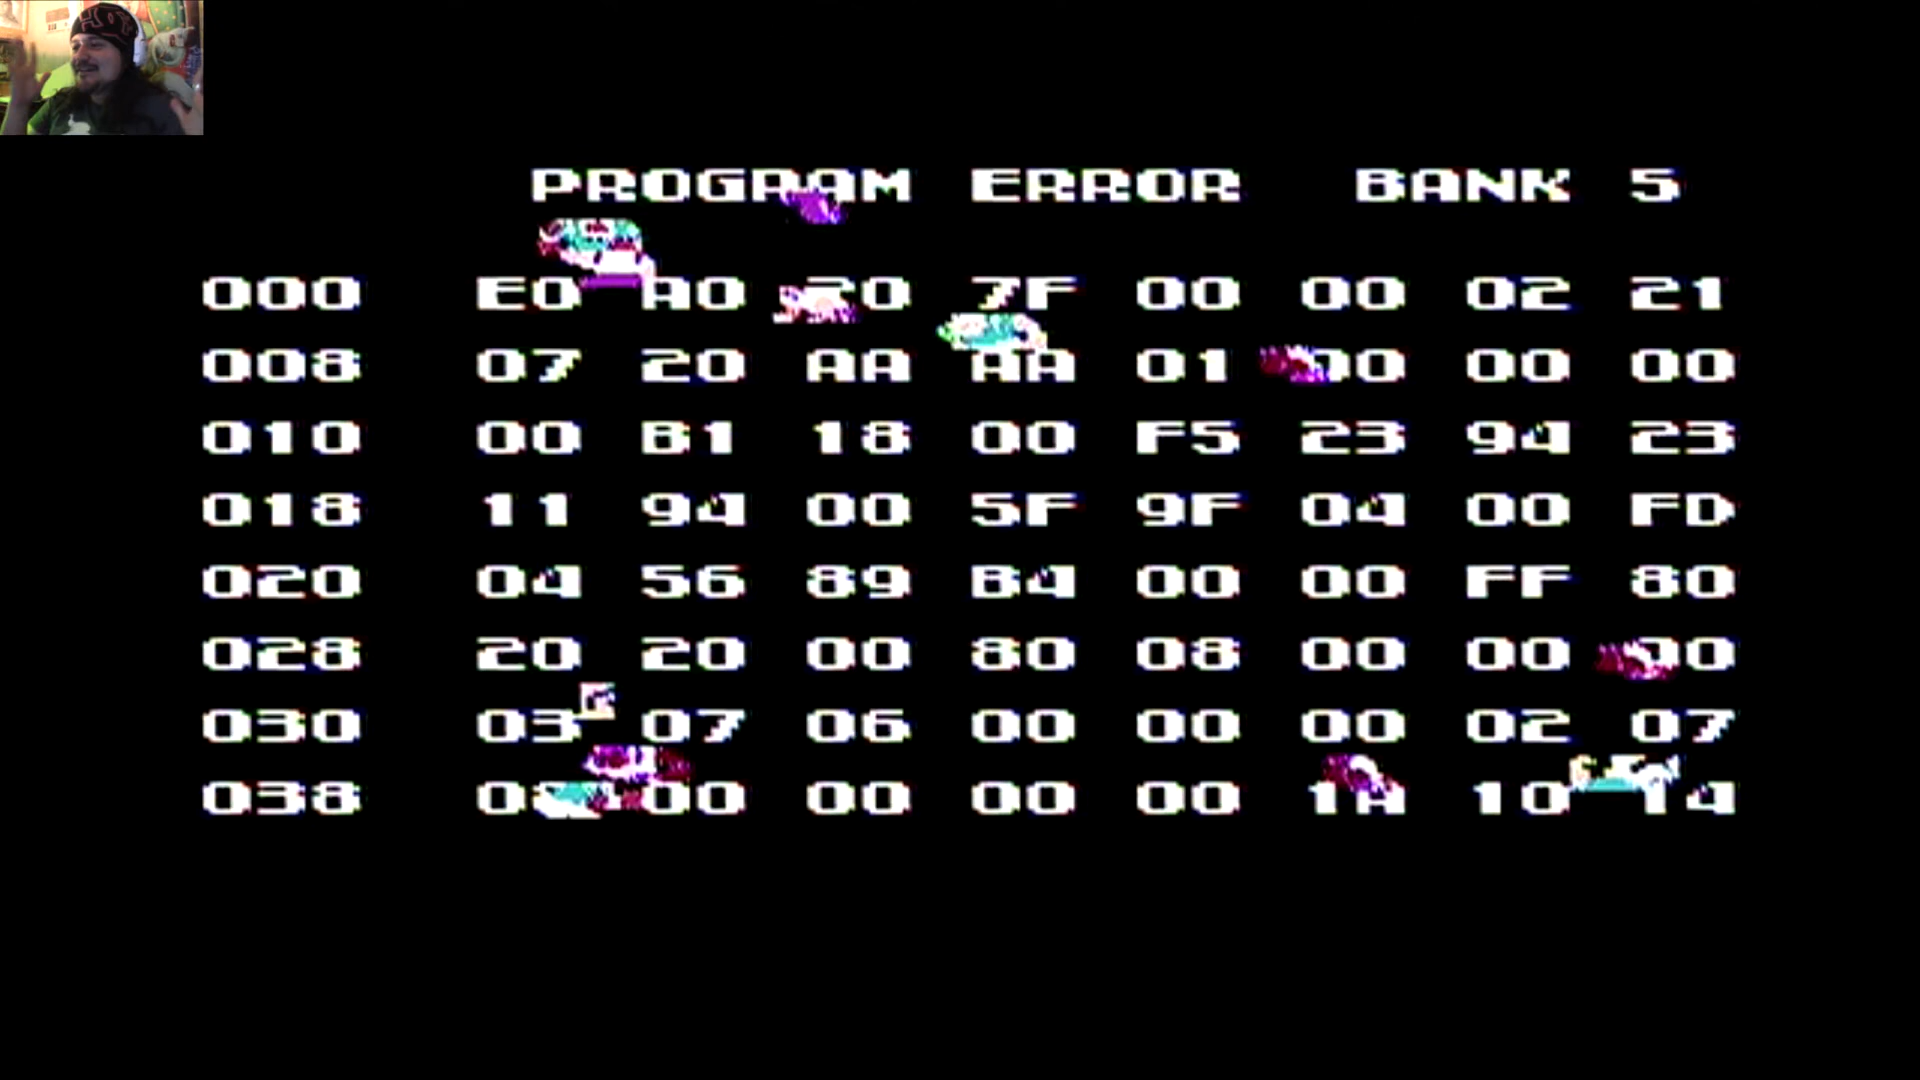 PROGRAM ERROR BANK 5
000 E0 A0 20 7F 00 00 02 21
008 07 20 AA AA 01 00 00 00
010 00 B1 18 00 F5 23 94 23
018 11 94 00 5F 9F 04 00 FD
020 04 56 89 B4 00 00 FF 80
028 20 20 00 80 08 00 00 00
030 03 07 06 00 00 00 02 07
038 00 00 00 00 1A 10 14